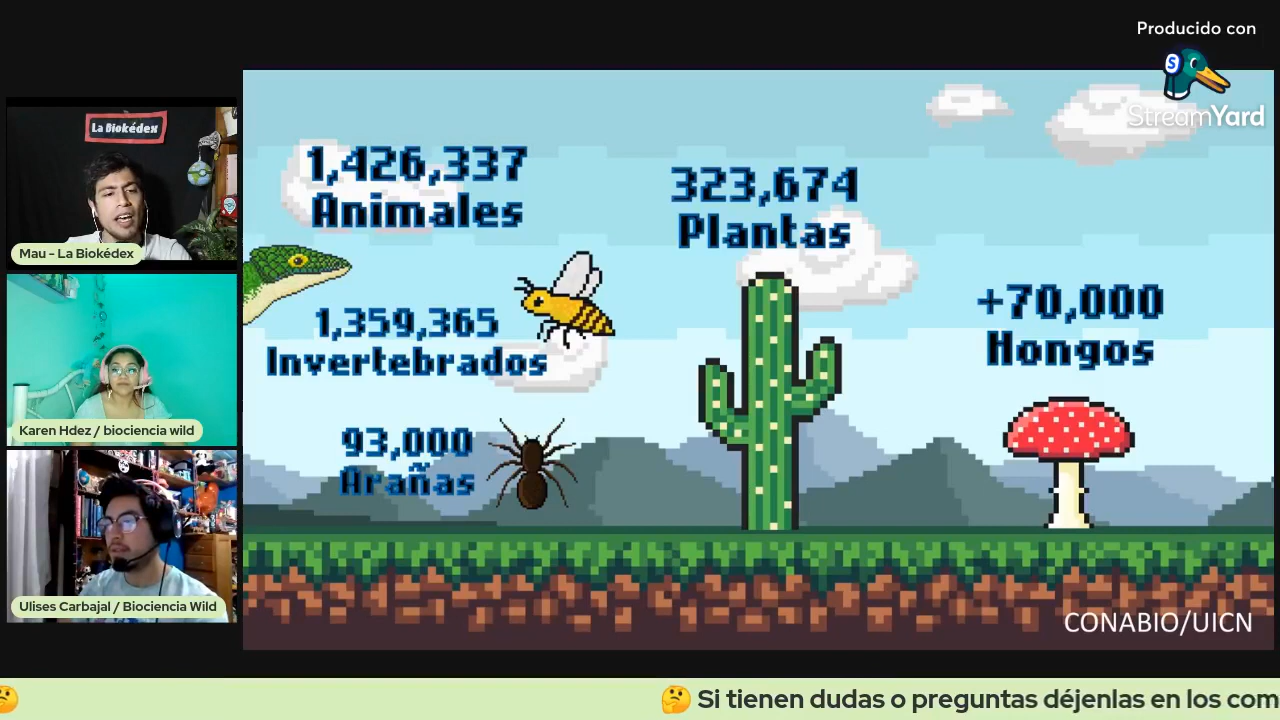 Producido con
StreamYard
La Biokédex
Mau - La Biokédex
Karen Hdez / biociencia wild
Ulises Carbajal / Biociencia Wild
1,426,337
Animales
323,674
Plantas
+70,000
Hongos
1,359,365
Invertebrados
93,000
Arañas
CONABIO/UICN
🤔 Si tienen dudas o preguntas déjenlas en los com